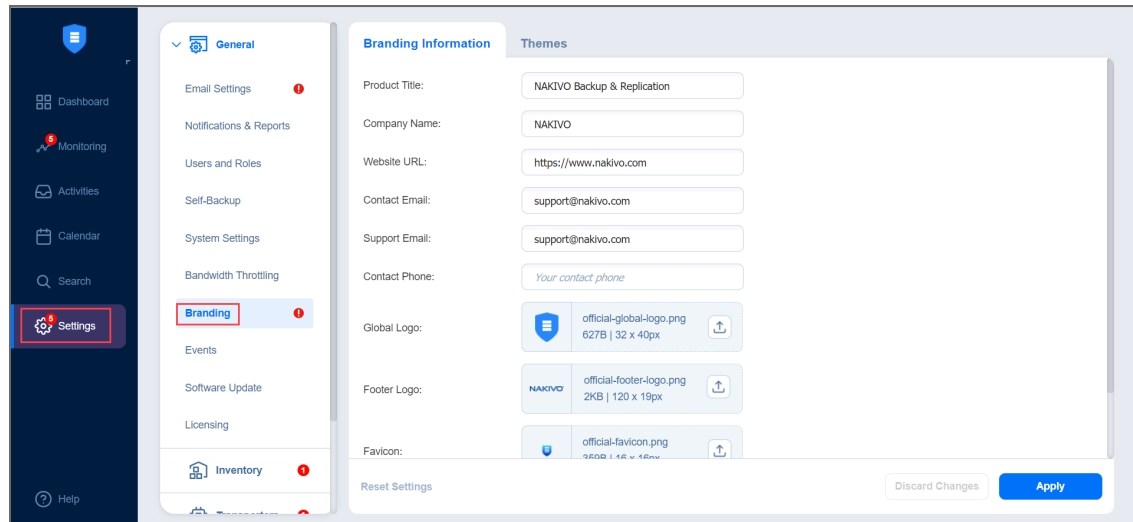 Dashboard
5
Monitoring
Activities
Calendar
Search
5
Settings
Help
General
Email Settings !
Notifications & Reports
Users and Roles
Self-Backup
System Settings
Bandwidth Throttling
Branding !
Events
Software Update
Licensing
Inventory 1
Branding Information Themes
Product Title: NAKIVO Backup & Replication
Company Name: NAKIVO
Website URL: https://www.nakivo.com
Contact Email: support@nakivo.com
Support Email: support@nakivo.com
Contact Phone: Your contact phone
Global Logo: official-global-logo.png
627B | 32 x 40px
Footer Logo: NAKIVO official-footer-logo.png
2KB | 120 x 19px
Favicon: official-favicon.png
359B | 16 x 16px
Reset Settings Discard Changes Apply